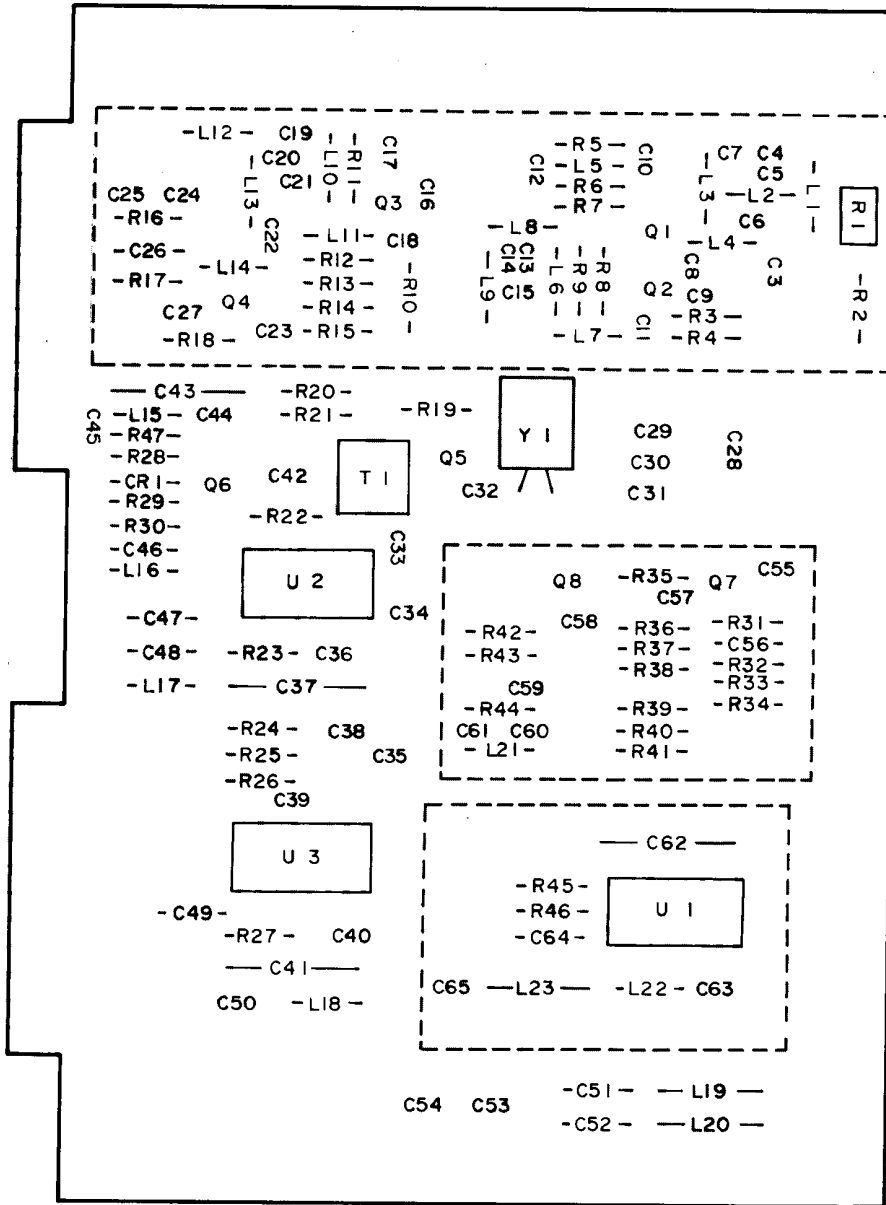 L12 C19 L10 R11 C17 R5 C10 C7 C4
C20 C12 L5 C5 L1
C25 C24 L13 C21 C16 R6 L3 L2 R1
R16 Q3 R7 C6
C22 L11 C18 L8 Q1 L4
C26 R12 C14 C13 L6 R9 R8 C8 C3
R17 L14 R13 R10 L9 C15 Q2 C9 R2
C27 Q4 R14 R3
R18 C23 R15 L7 C11 R4
C43 R20
C45 L15 C44 R21 R19 Y1 C29 C28
R47
R28 Q5 C30
CR1 Q6 C42 T1 C32 C31
R29
R30 R22
C46 C33
L16 U2 Q8 R35 Q7 C55
C57
C47 C34 R42 C58 R36 R31
C48 R23 C36 R43 R37 C56
R38 R32
L17 C37 C59 R33
R44 R39 R34
R24 C38 C61 C60 R40
R25 C35 L21 R41
R26
C39
U3 C62
R45
C49 R46 U1
R27 C40 C64
C41
C50 L18 C65 L23 L22 C63
C54 C53 C51 L19
C52 L20